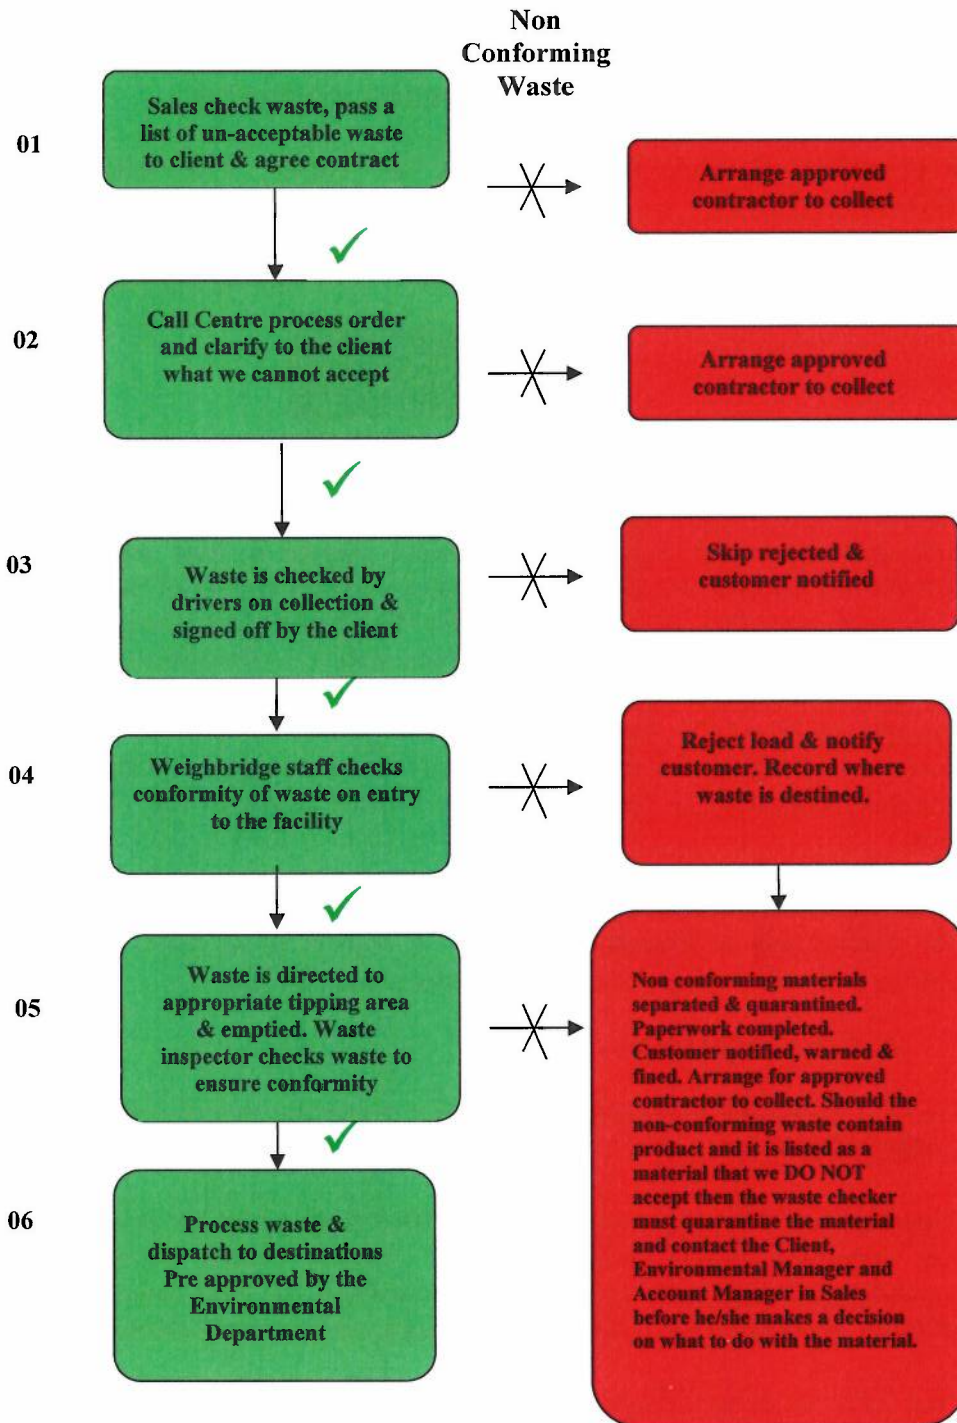 Non
Conforming
Waste
01
Sales check waste, pass a
list of un-acceptable waste
to client & agree contract
Arrange approved
contractor to collect
02
Call Centre process order
and clarify to the client
what we cannot accept
Arrange approved
contractor to collect
03
Waste is checked by
drivers on collection &
signed off by the client
Skip rejected &
customer notified
04
Weighbridge staff checks
conformity of waste on entry
to the facility
Reject load & notify
customer. Record where
waste is destined.
05
Waste is directed to
appropriate tipping area
& emptied. Waste
inspector checks waste to
ensure conformity
Non conforming materials
separated & quarantined.
Paperwork completed.
Customer notified, warned &
fined. Arrange for approved
contractor to collect. Should the
non-conforming waste contain
product and it is listed as a
material that we DO NOT
accept then the waste checker
must quarantine the material
and contact the Client,
Environmental Manager and
Account Manager in Sales
before he/she makes a decision
on what to do with the material.
06
Process waste &
dispatch to destinations
Pre approved by the
Environmental
Department